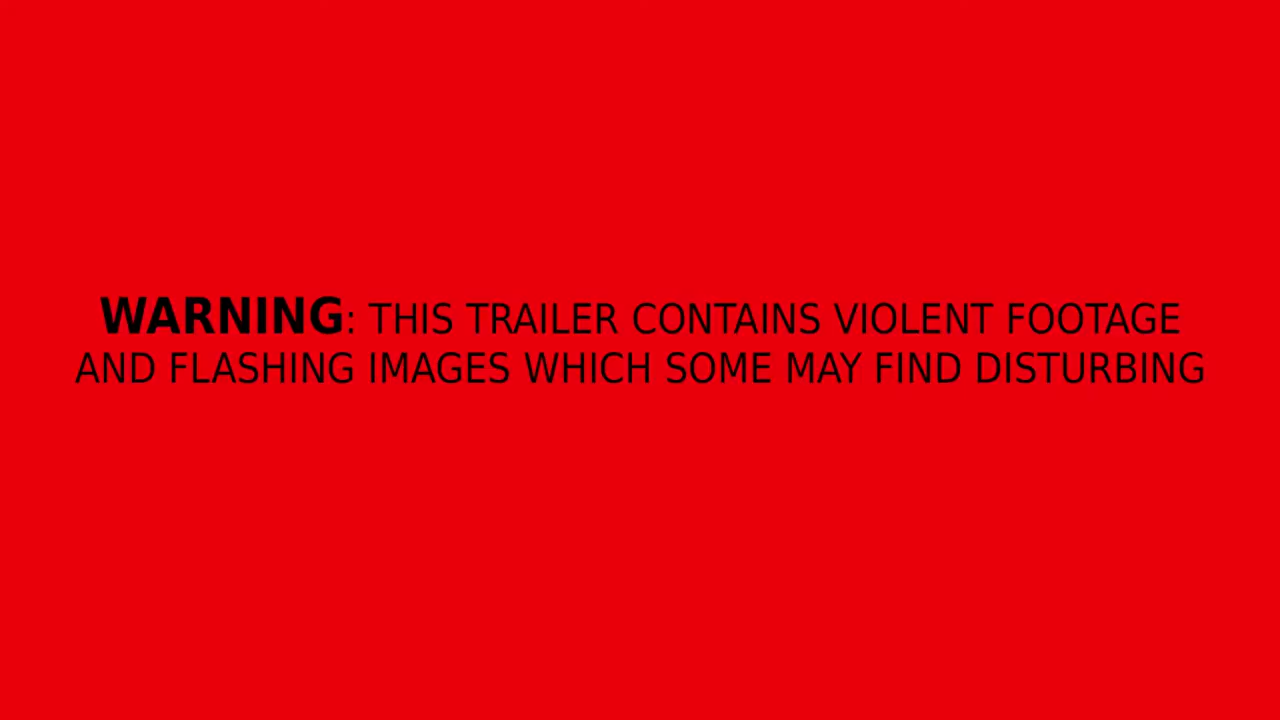 WARNING: THIS TRAILER CONTAINS VIOLENT FOOTAGE
AND FLASHING IMAGES WHICH SOME MAY FIND DISTURBING